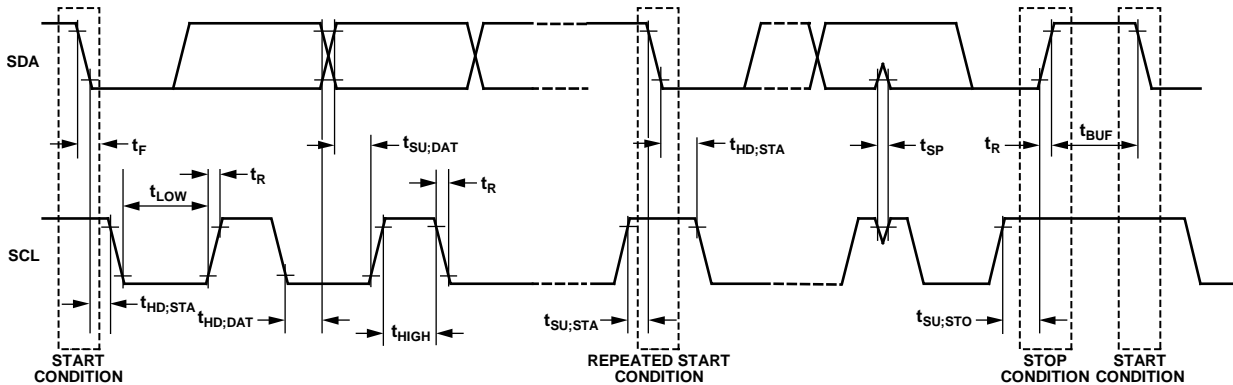 SDA
tF
tSU;DAT
tHD;STA
tSP
tR
tBUF
tLOW
tR
tR
SCL
tHD;STA
tHD;DAT
tHIGH
tSU;STA
tSU;STO
START
CONDITION
REPEATED START
CONDITION
STOP
CONDITION
START
CONDITION